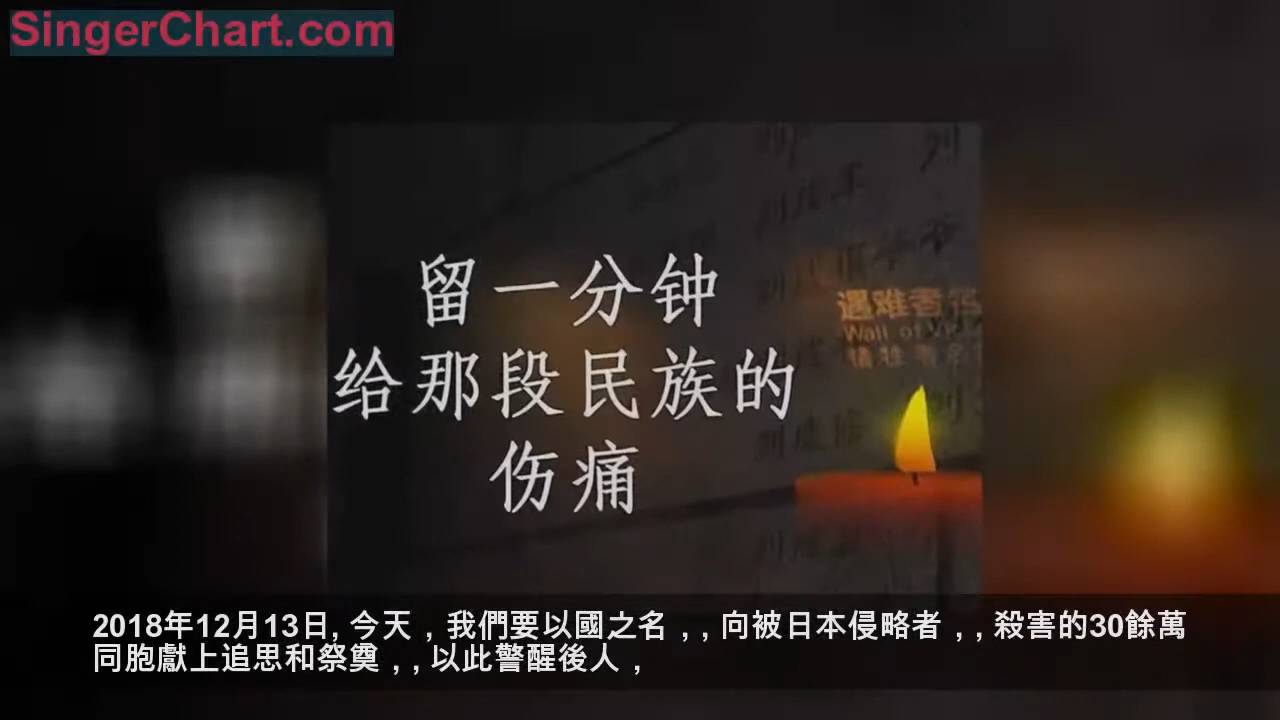 SingerChart.com
留一分钟
给那段民族的
伤痛
遇难者
Wall of
2018年12月13日, 今天，我們要以國之名，, 向被日本侵略者，, 殺害的30餘萬
同胞獻上追思和祭奠，, 以此警醒後人，